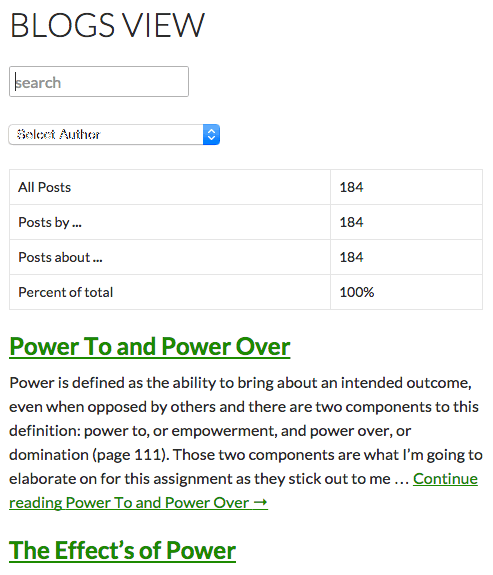 BLOGS VIEW
search
Select Author
All Posts 184
Posts by ... 184
Posts about ... 184
Percent of total 100%
Power To and Power Over
Power is defined as the ability to bring about an intended outcome,
even when opposed by others and there are two components to this
definition: power to, or empowerment, and power over, or
domination (page 111). Those two components are what I’m going to
elaborate on for this assignment as they stick out to me … Continue
reading Power To and Power Over →
The Effect’s of Power